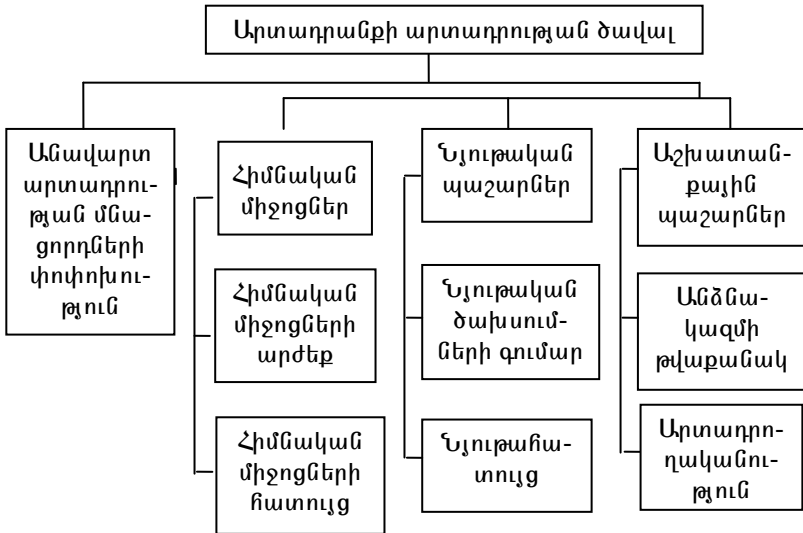 Արտադրանքի արտադրության ծավալ
Անավարտ
արտադրու-
թյան մնա-
ցորդների
փոփոխու-
թյուն
Հիմնական
միջոցներ
Հիմնական
միջոցների
արժեք
Հիմնական
միջոցների
հատույց
Նյութական
պաշարներ
Նյութական
ծախսում-
ների գումար
Նյութահա-
տույց
Աշխատան-
քային
պաշարներ
Անձնա-
կազմի
թվաքանակ
Արտադրո-
ղականու-
թյուն